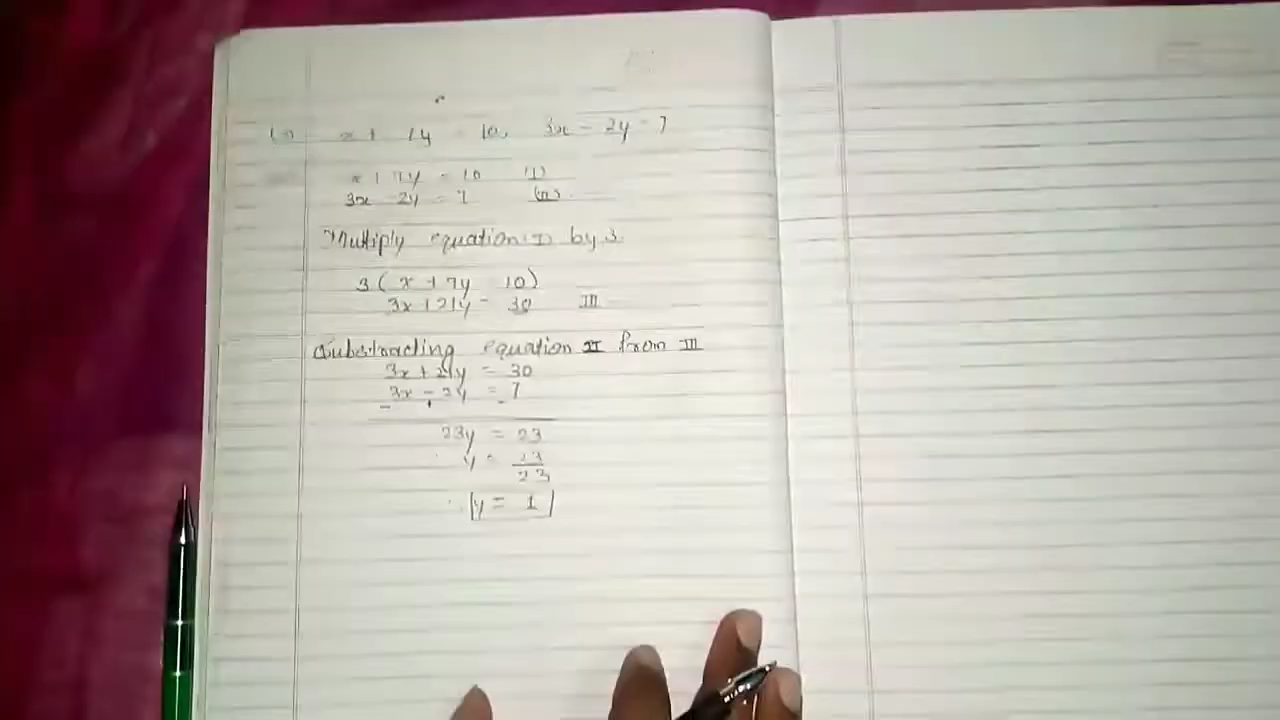 x + 7y = 10, 3x - 2y = 7
x + 7y = 10 (I)
3x - 2y = 7 (II)
Multiply equation I by 3
3 ( x + 7y 10 )
3x + 21y = 30 III
Substracting equation II from III
3x + 21y = 30
3x - 2y = 7
- + -
23y = 23
y = 23/23
y = 1